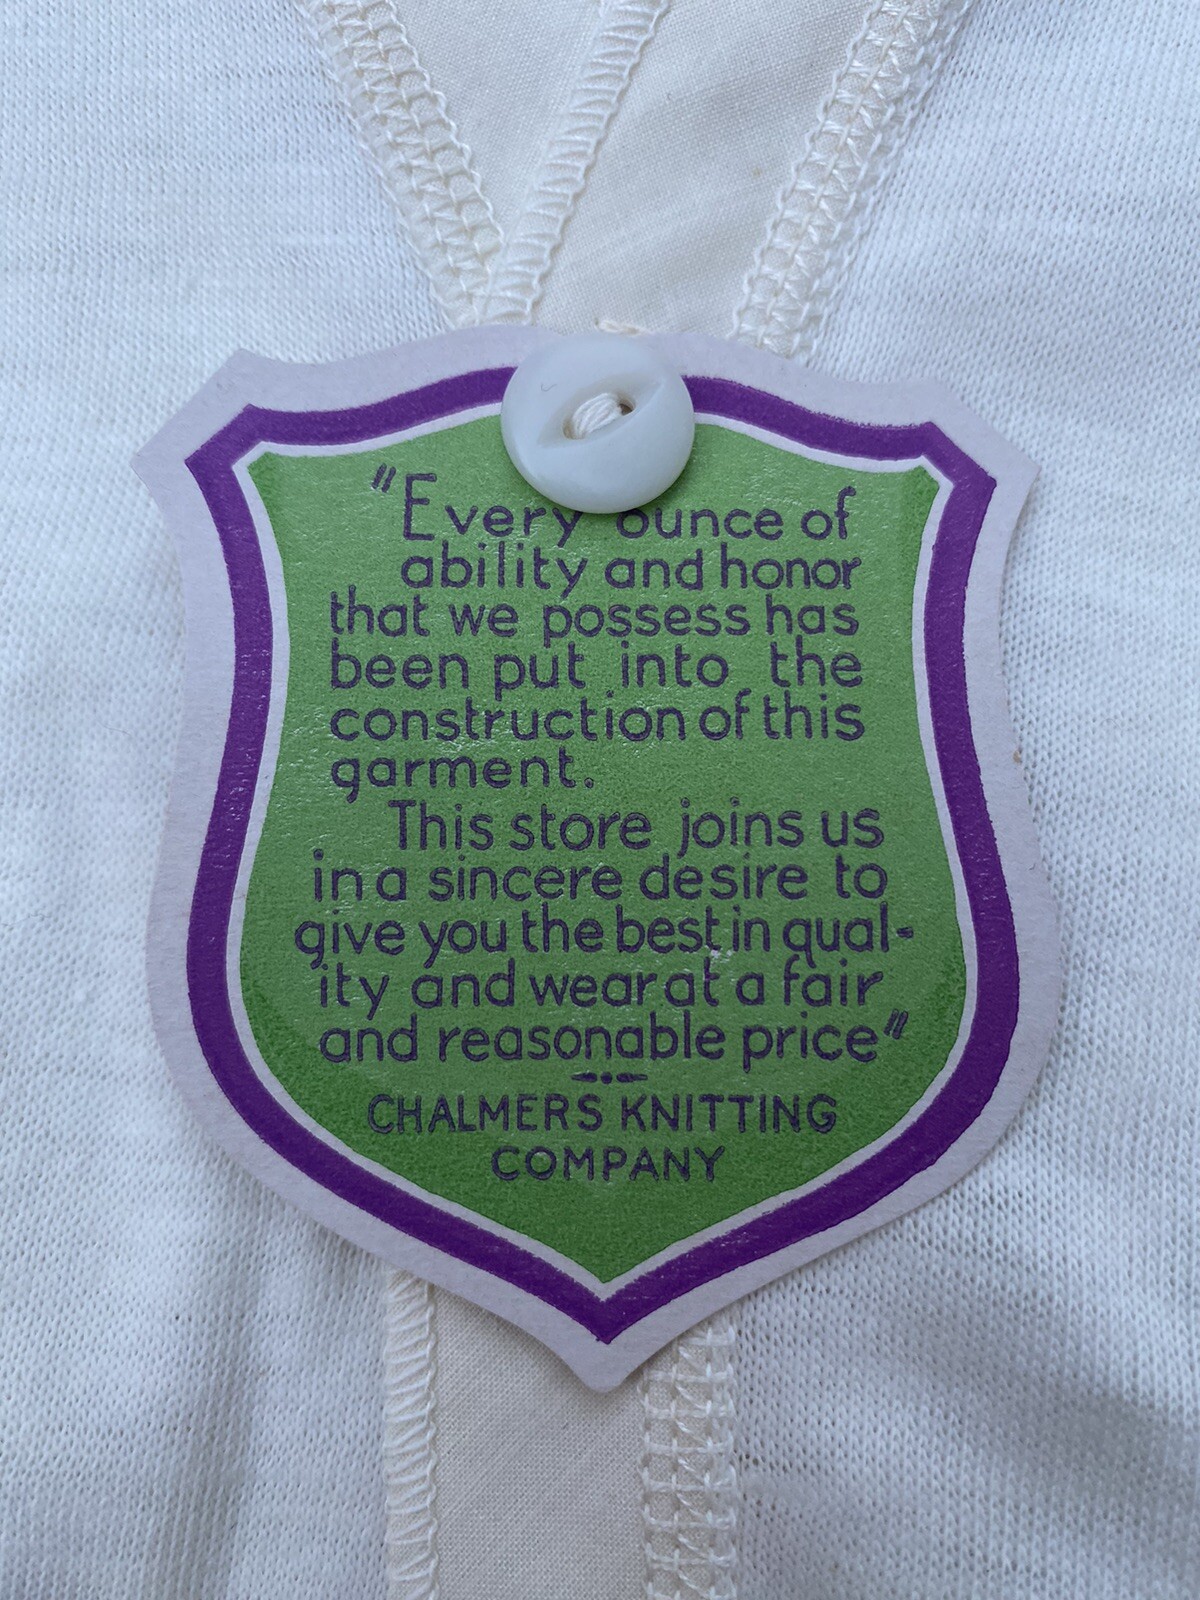 "Every ounce of
ability and honor
that we possess has
been put into the
construction of this
garment.
This store joins us
in a sincere desire to
give you the best in qual-
ity and wear at a fair
and reasonable price"
CHALMERS KNITTING
COMPANY